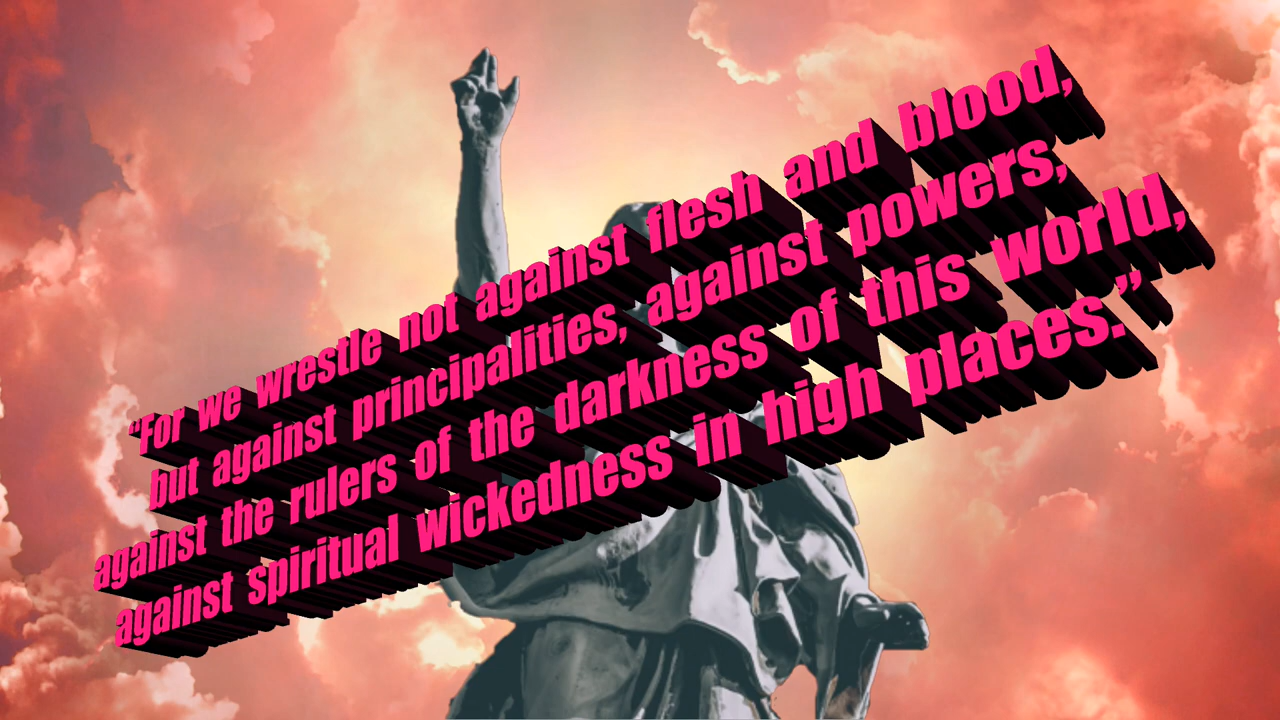 “For we wrestle not against flesh and blood,
but against principalities, against powers,
against the rulers of the darkness of this world,
against spiritual wickedness in high places.”